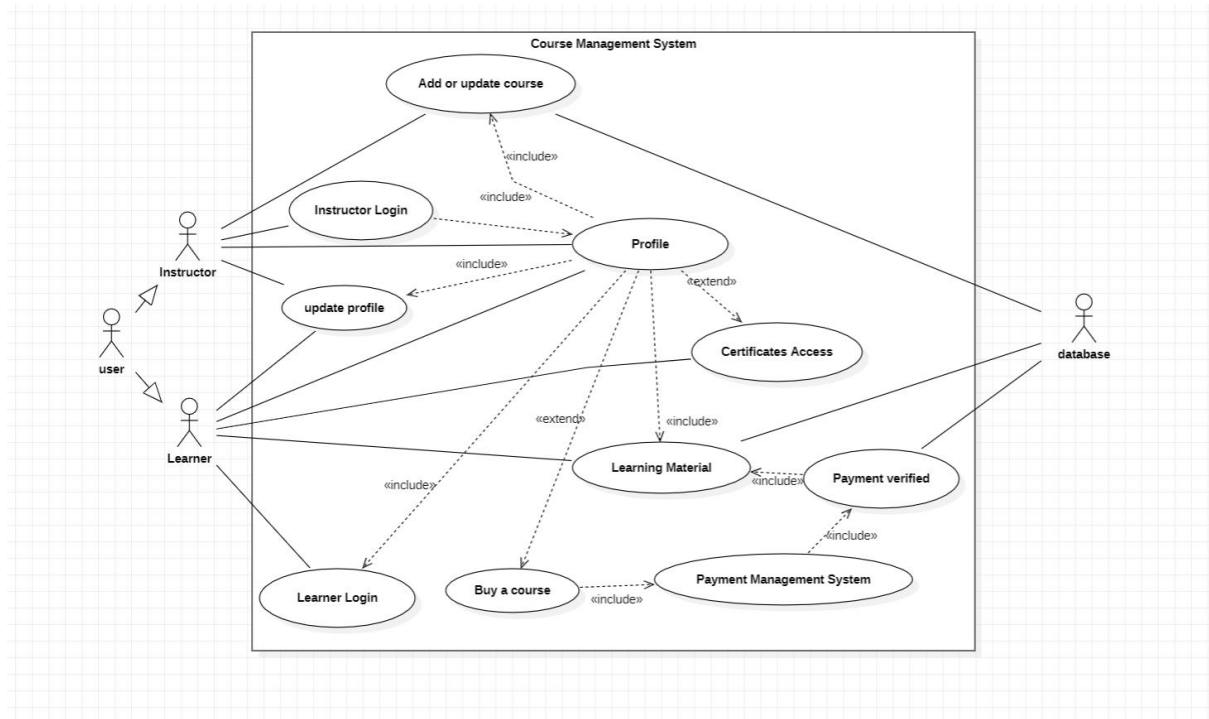 Course Management System
Add or update course
«include»
«include»
Instructor Login
Profile
Instructor
«include»
«extend»
update profile
Certificates Access
database
user
«extend»
«include»
Learner
Learning Material
Payment verified
«include»
«include»
«include»
Payment Management System
Buy a course
Learner Login
«include»